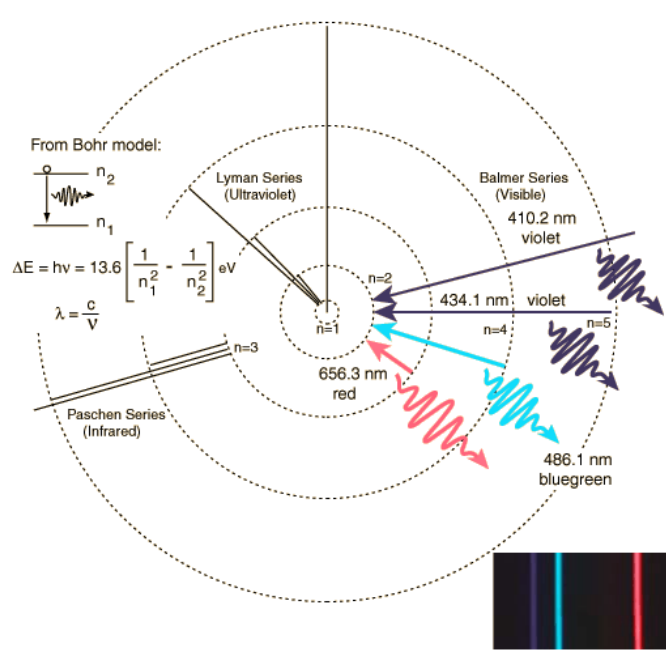 From Bohr model:
n₂
n₁
ΔE = hν = 13.6 [ 1/n₁² - 1/n₂² ] eV
λ = c/ν
Lyman Series
(Ultraviolet)
Balmer Series
(Visible)
410.2 nm
violet
n=2
434.1 nm violet
n=1
n=4
n=5
n=3
656.3 nm
red
Paschen Series
(Infrared)
486.1 nm
bluegreen